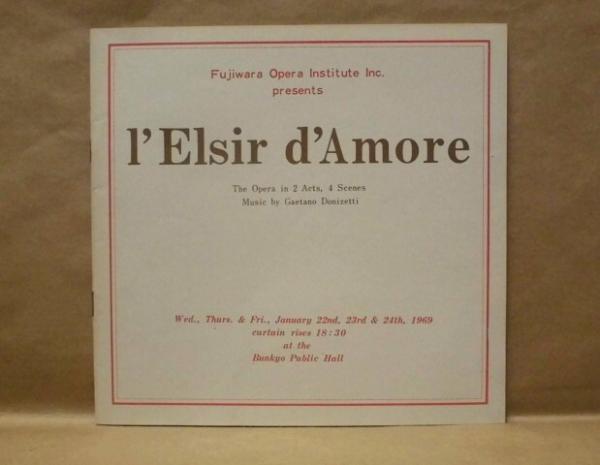 Fujiwara Opera Institute Inc.
presents
l'Elsir d'Amore
The Opera in 2 Acts, 4 Scenes
Music by Gaetano Donizetti
Wed., Thurs. & Fri., January 22nd, 23rd & 24th, 1969
curtain rises 18:30
at the
Bunkyo Public Hall